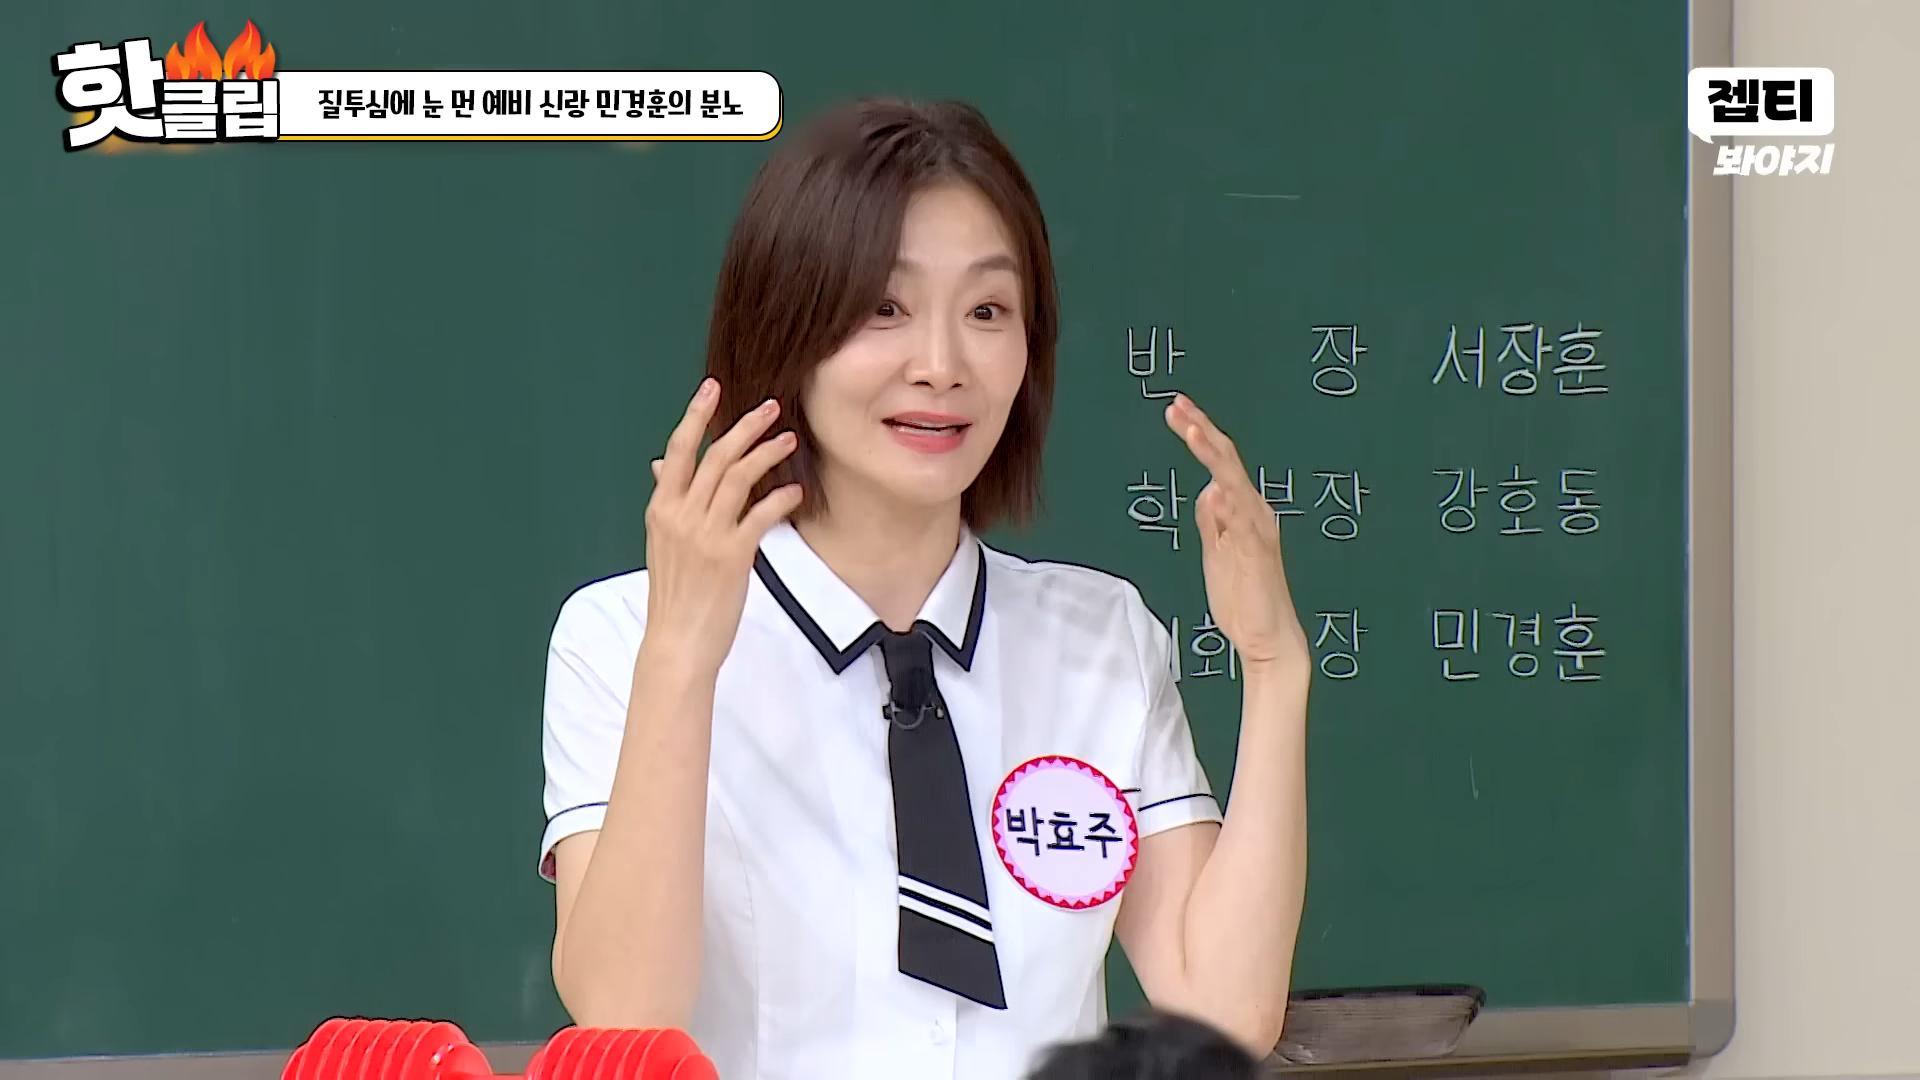 핫클립
질투심에 눈 먼 예비 신랑 민경훈의 분노
젭티
봐야지
반 장 서장훈
부장 강호동
장 민경훈
박효주